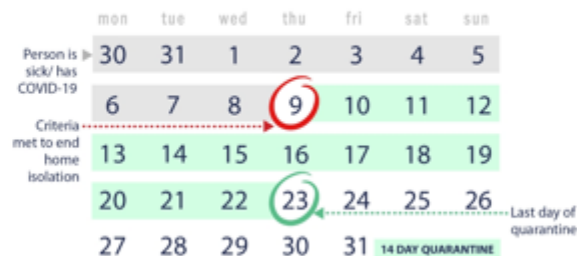 mon tue wed thu fri sat sun
Person is
sick/ has
COVID-19
30 31 1 2 3 4 5
6 7 8 9 10 11 12
Criteria
met to end
home
isolation
13 14 15 16 17 18 19
20 21 22 23 24 25 26
Last day of
quarantine
27 28 29 30 31 14 DAY QUARANTINE